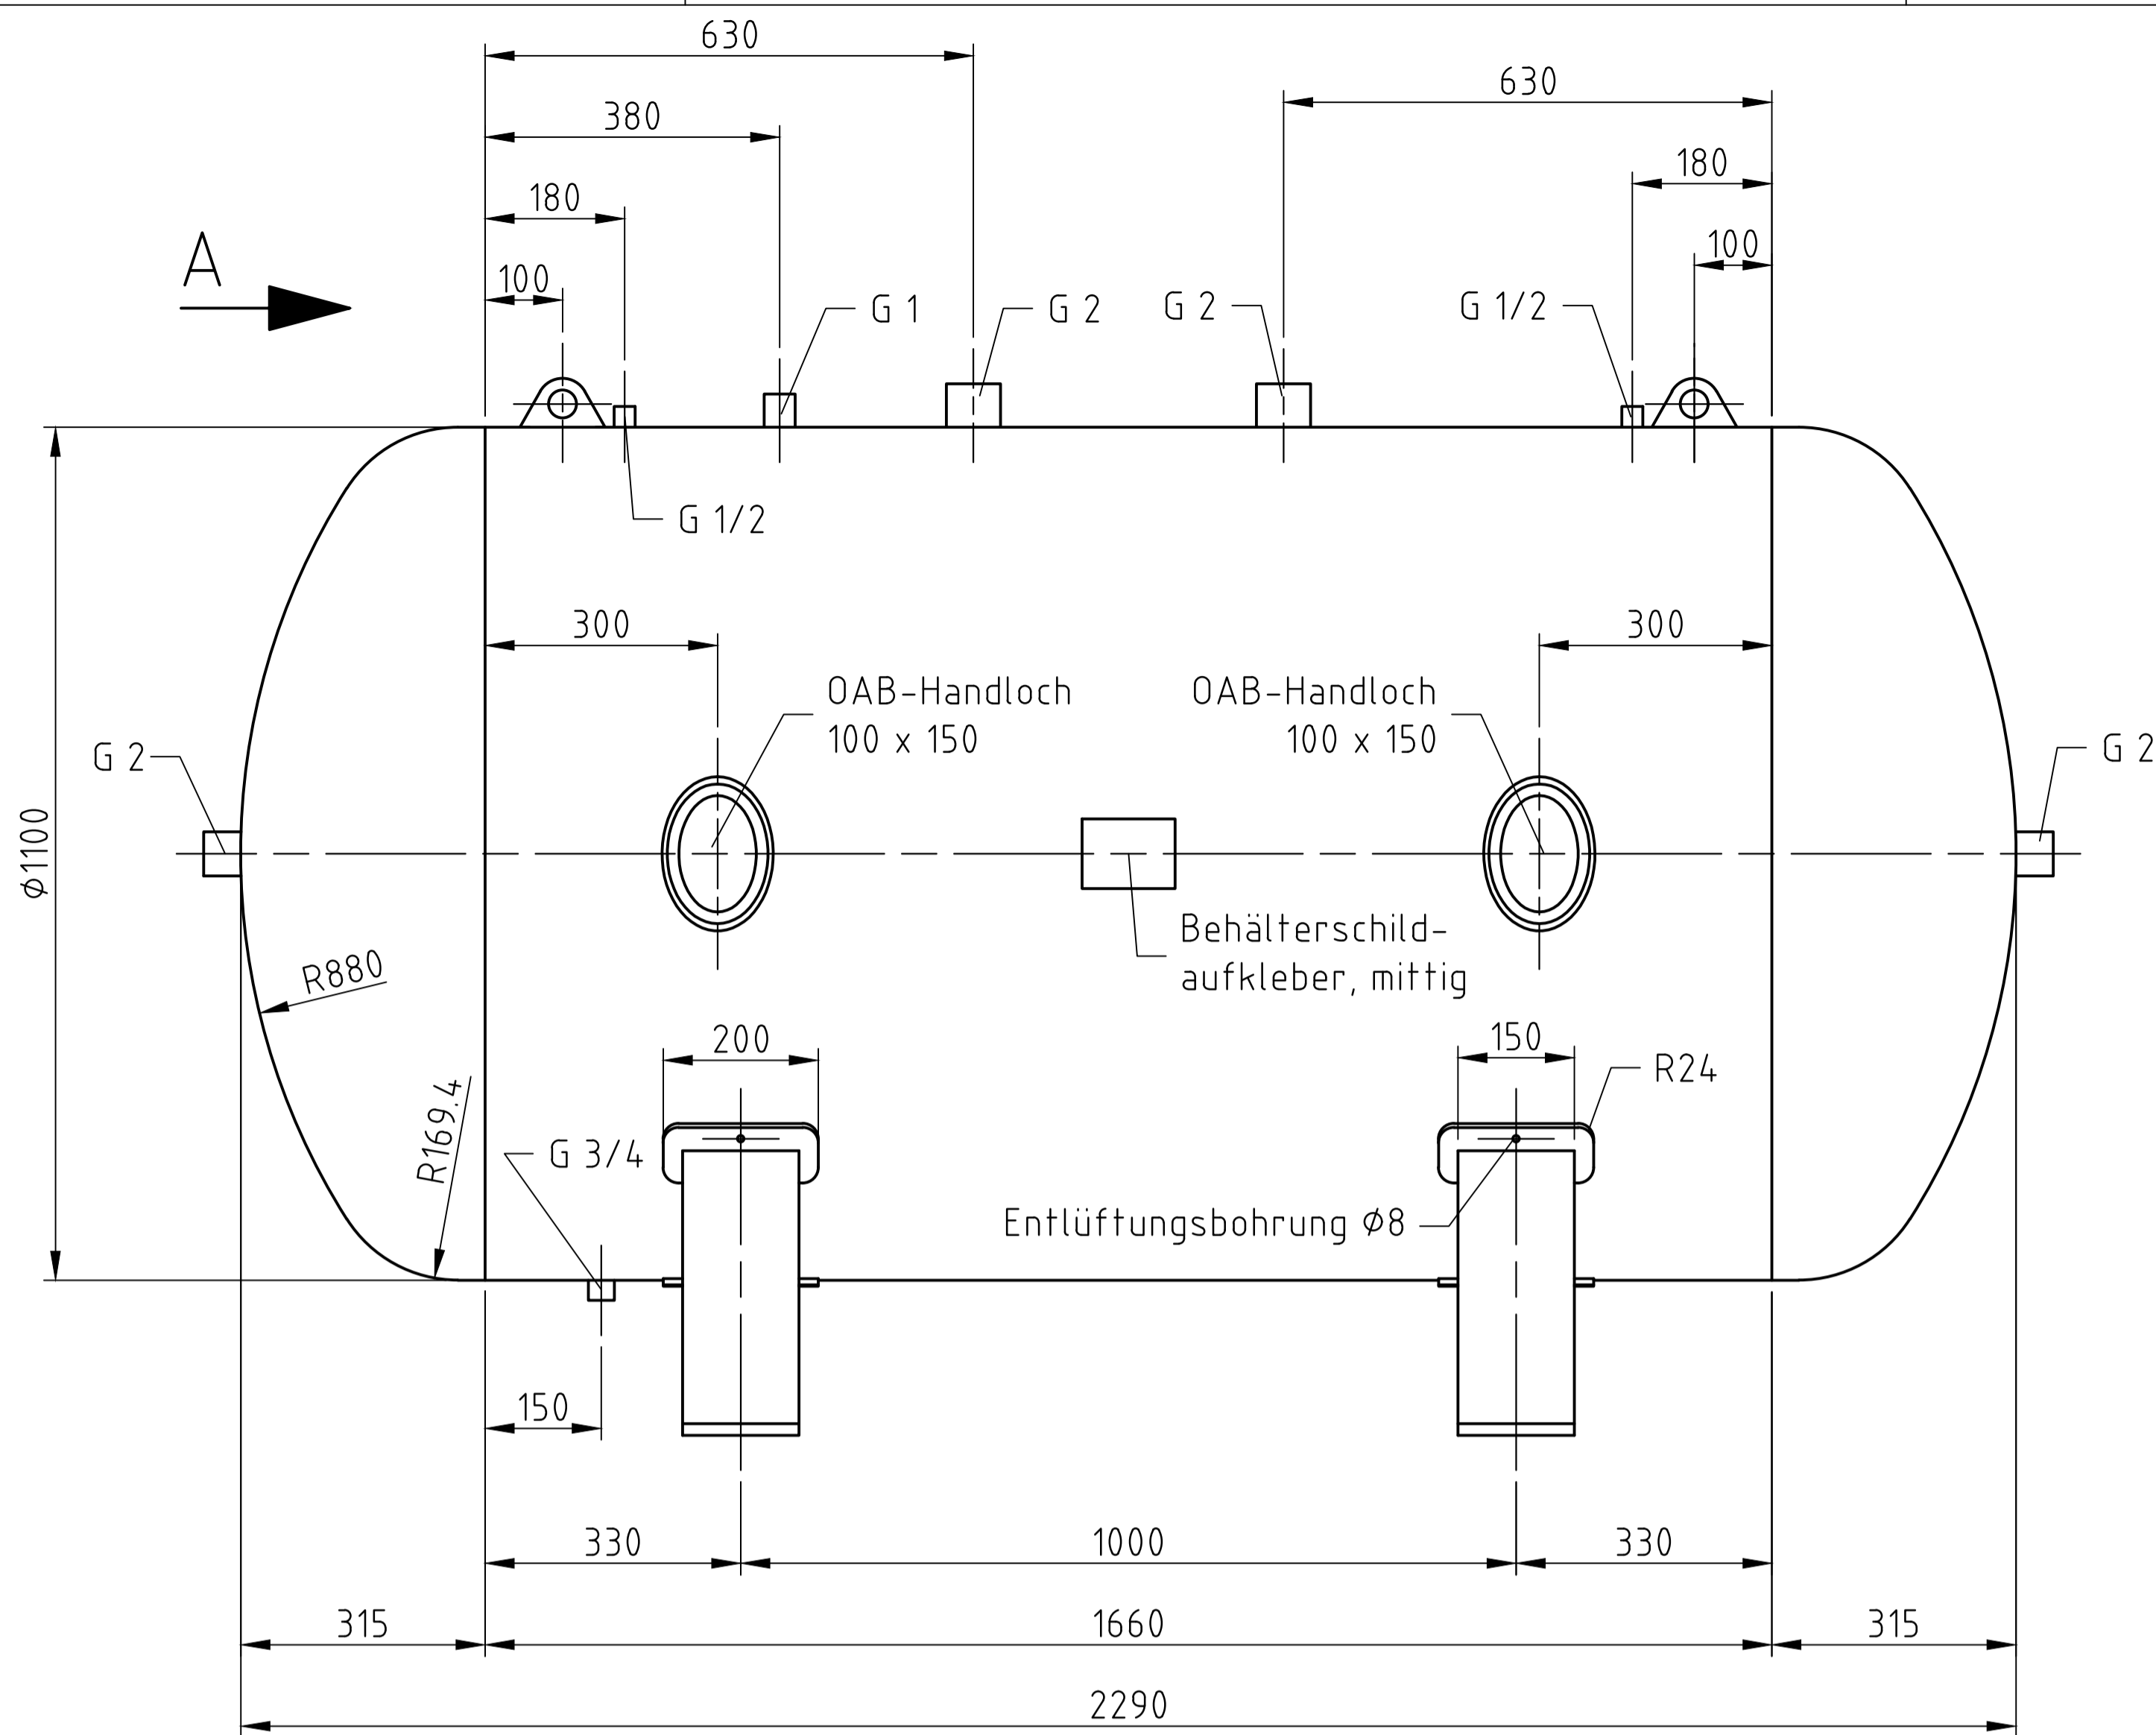 630
630
380
180
180
A
100
100
G 1
G 2
G 2
G 1/2
G 1/2
300
300
OAB-Handloch
100 x 150
OAB-Handloch
100 x 150
G 2
G 2
⌀1100
Behälterschild-
aufkleber, mittig
R880
200
150
R24
R169.4
G 3/4
Entlüftungsbohrung ⌀8
150
330
1000
330
315
1660
315
2290